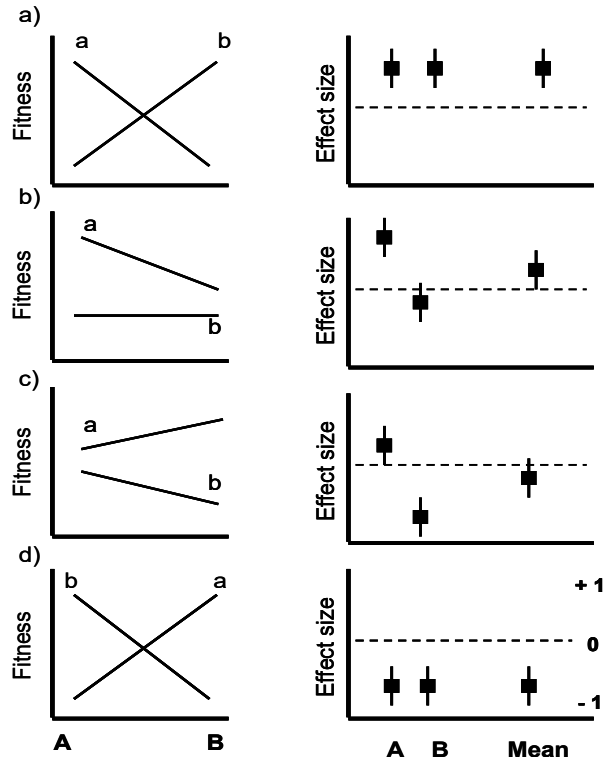 a)
a
b
Fitness
Effect size
b)
a
b
Fitness
Effect size
c)
a
b
Fitness
Effect size
d)
b
a
Fitness
Effect size
+ 1
0
- 1
A
B
A
B
Mean